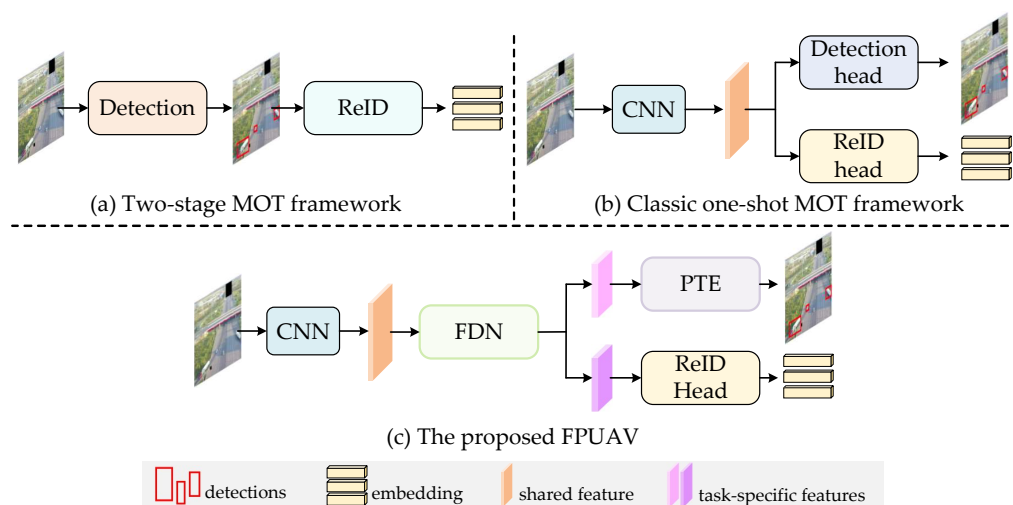 Detection
ReID
(a) Two-stage MOT framework
CNN
Detection
head
ReID
head
(b) Classic one-shot MOT framework
CNN
FDN
PTE
ReID
Head
(c) The proposed FPUAV
detections
embedding
shared feature
task-specific features